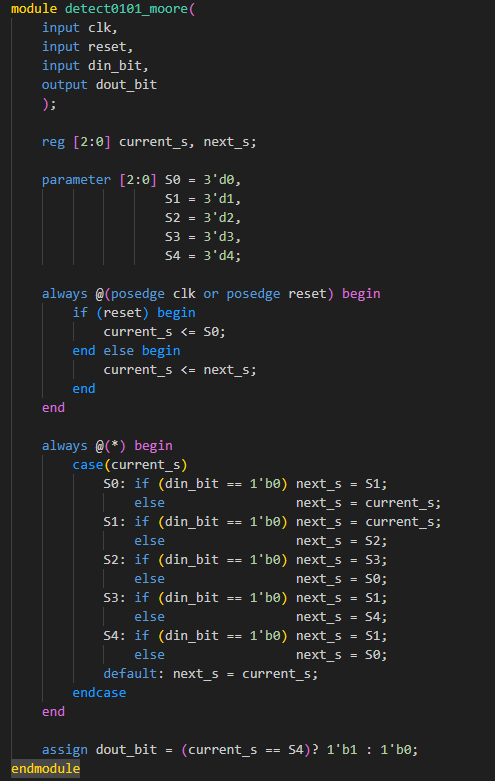 module detect0101_moore(
    input clk,
    input reset,
    input din_bit,
    output dout_bit
    );

    reg [2:0] current_s, next_s;

    parameter [2:0] S0 = 3'd0,
                    S1 = 3'd1,
                    S2 = 3'd2,
                    S3 = 3'd3,
                    S4 = 3'd4;

    always @(posedge clk or posedge reset) begin
        if (reset) begin
            current_s <= S0;
        end else begin
            current_s <= next_s;
        end
    end

    always @(*) begin
        case(current_s)
            S0: if (din_bit == 1'b0) next_s = S1;
                else                next_s = current_s;
            S1: if (din_bit == 1'b0) next_s = current_s;
                else                next_s = S2;
            S2: if (din_bit == 1'b0) next_s = S3;
                else                next_s = S0;
            S3: if (din_bit == 1'b0) next_s = S1;
                else                next_s = S4;
            S4: if (din_bit == 1'b0) next_s = S1;
                else                next_s = S0;
            default: next_s = current_s;
        endcase
    end

    assign dout_bit = (current_s == S4)? 1'b1 : 1'b0;
endmodule